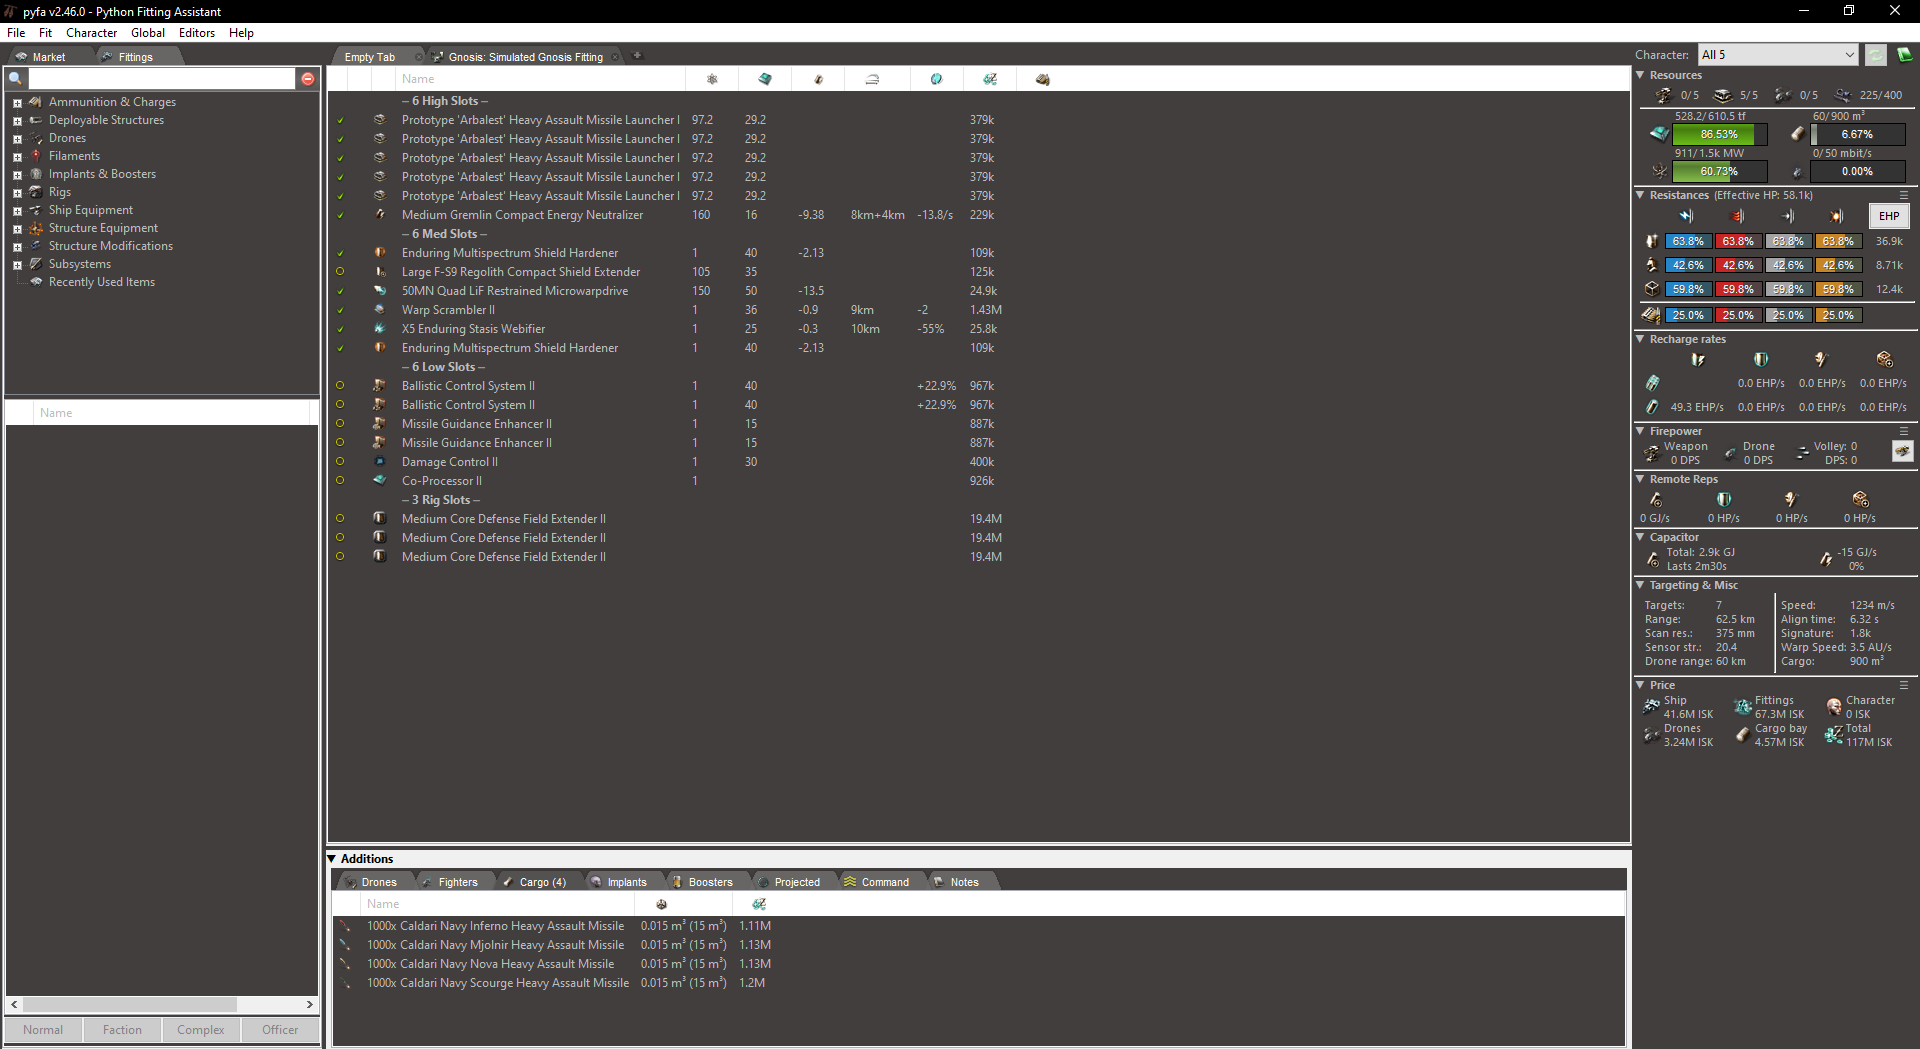 pyfa v2.46.0 - Python Fitting Assistant
File Fit Character Global Editors Help
Market Fittings
Ammunition & Charges
Deployable Structures
Drones
Filaments
Implants & Boosters
Rigs
Ship Equipment
Structure Equipment
Structure Modifications
Subsystems
Recently Used Items
Name
Normal Faction Complex Officer
Empty Tab Gnosis: Simulated Gnosis Fitting
Name
– 6 High Slots –
Prototype 'Arbalest' Heavy Assault Missile Launcher I 97.2 29.2 379k
Prototype 'Arbalest' Heavy Assault Missile Launcher I 97.2 29.2 379k
Prototype 'Arbalest' Heavy Assault Missile Launcher I 97.2 29.2 379k
Prototype 'Arbalest' Heavy Assault Missile Launcher I 97.2 29.2 379k
Prototype 'Arbalest' Heavy Assault Missile Launcher I 97.2 29.2 379k
Medium Gremlin Compact Energy Neutralizer 160 16 -9.38 8km+4km -13.8/s 229k
– 6 Med Slots –
Enduring Multispectrum Shield Hardener 1 40 -2.13 109k
Large F-S9 Regolith Compact Shield Extender 105 35 125k
50MN Quad LiF Restrained Microwarpdrive 150 50 -13.5 24.9k
Warp Scrambler II 1 36 -0.9 9km -2 1.43M
X5 Enduring Stasis Webifier 1 25 -0.3 10km -55% 25.8k
Enduring Multispectrum Shield Hardener 1 40 -2.13 109k
– 6 Low Slots –
Ballistic Control System II 1 40 +22.9% 967k
Ballistic Control System II 1 40 +22.9% 967k
Missile Guidance Enhancer II 1 15 887k
Missile Guidance Enhancer II 1 15 887k
Damage Control II 1 30 400k
Co-Processor II 1 926k
– 3 Rig Slots –
Medium Core Defense Field Extender II 19.4M
Medium Core Defense Field Extender II 19.4M
Medium Core Defense Field Extender II 19.4M
Additions
Drones Fighters Cargo (4) Implants Boosters Projected Command Notes
Name
1000x Caldari Navy Inferno Heavy Assault Missile 0.015 m³ (15 m³) 1.11M
1000x Caldari Navy Mjolnir Heavy Assault Missile 0.015 m³ (15 m³) 1.13M
1000x Caldari Navy Nova Heavy Assault Missile 0.015 m³ (15 m³) 1.13M
1000x Caldari Navy Scourge Heavy Assault Missile 0.015 m³ (15 m³) 1.2M
Character: All 5
Resources
0/5 5/5 0/5 225/400
528.2/610.5 tf 60/900 m³
86.53% 6.67%
911/1.5k MW 0/50 mbit/s
60.73% 0.00%
Resistances (Effective HP: 58.1k)
EHP
63.8% 63.8% 63.8% 63.8% 36.9k
42.6% 42.6% 42.6% 42.6% 8.71k
59.8% 59.8% 59.8% 59.8% 12.4k
25.0% 25.0% 25.0% 25.0%
Recharge rates
0.0 EHP/s 0.0 EHP/s 0.0 EHP/s
49.3 EHP/s 0.0 EHP/s 0.0 EHP/s 0.0 EHP/s
Firepower
Weapon Drone Volley: 0
0 DPS 0 DPS DPS: 0
Remote Reps
0 GJ/s 0 HP/s 0 HP/s 0 HP/s
Capacitor
Total: 2.9k GJ -15 GJ/s
Lasts 2m30s 0%
Targeting & Misc
Targets: 7 Speed: 1234 m/s
Range: 62.5 km Align time: 6.32 s
Scan res.: 375 mm Signature: 1.8k
Sensor str.: 20.4 Warp Speed: 3.5 AU/s
Drone range: 60 km Cargo: 900 m³
Price
Ship Fittings Character
41.6M ISK 67.3M ISK 0 ISK
Drones Cargo bay Total
3.24M ISK 4.57M ISK 117M ISK